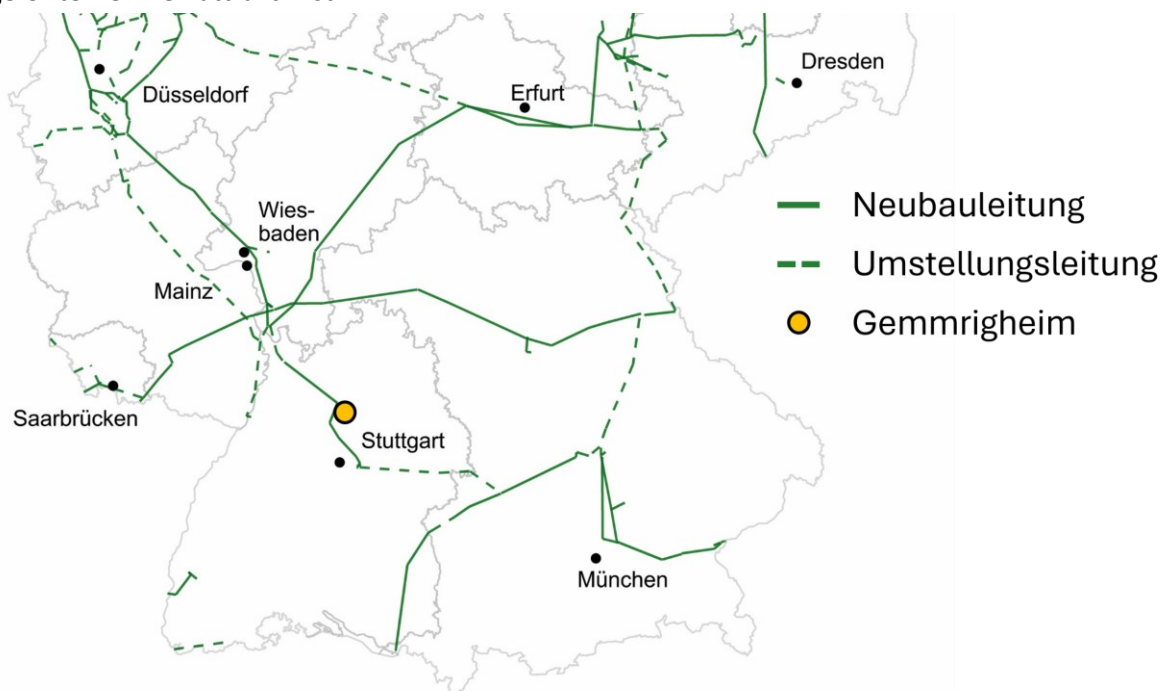 Düsseldorf
Erfurt
Dresden
Wies-
baden
Mainz
Saarbrücken
Stuttgart
München
Neubauleitung
Umstellungsleitung
Gemmrigheim